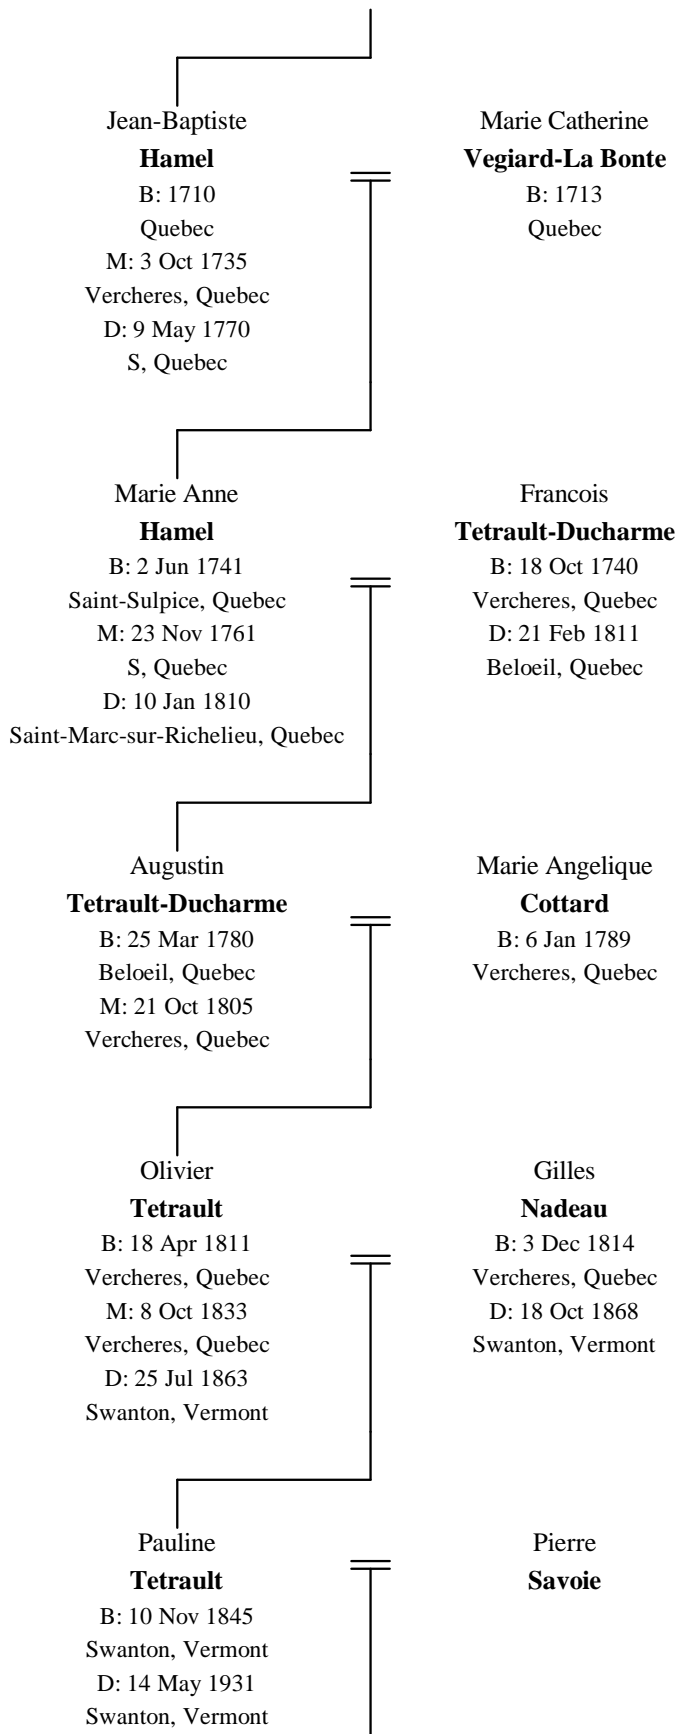 Jean-Baptiste
Hamel
B: 1710
Quebec
M: 3 Oct 1735
Vercheres, Quebec
D: 9 May 1770
S, Quebec
Marie Catherine
Vegiard-La Bonte
B: 1713
Quebec
Marie Anne
Hamel
B: 2 Jun 1741
Saint-Sulpice, Quebec
M: 23 Nov 1761
S, Quebec
D: 10 Jan 1810
Saint-Marc-sur-Richelieu, Quebec
Francois
Tetrault-Ducharme
B: 18 Oct 1740
Vercheres, Quebec
D: 21 Feb 1811
Beloeil, Quebec
Augustin
Tetrault-Ducharme
B: 25 Mar 1780
Beloeil, Quebec
M: 21 Oct 1805
Vercheres, Quebec
Marie Angelique
Cottard
B: 6 Jan 1789
Vercheres, Quebec
Olivier
Tetrault
B: 18 Apr 1811
Vercheres, Quebec
M: 8 Oct 1833
Vercheres, Quebec
D: 25 Jul 1863
Swanton, Vermont
Gilles
Nadeau
B: 3 Dec 1814
Vercheres, Quebec
D: 18 Oct 1868
Swanton, Vermont
Pauline
Tetrault
B: 10 Nov 1845
Swanton, Vermont
D: 14 May 1931
Swanton, Vermont
Pierre
Savoie